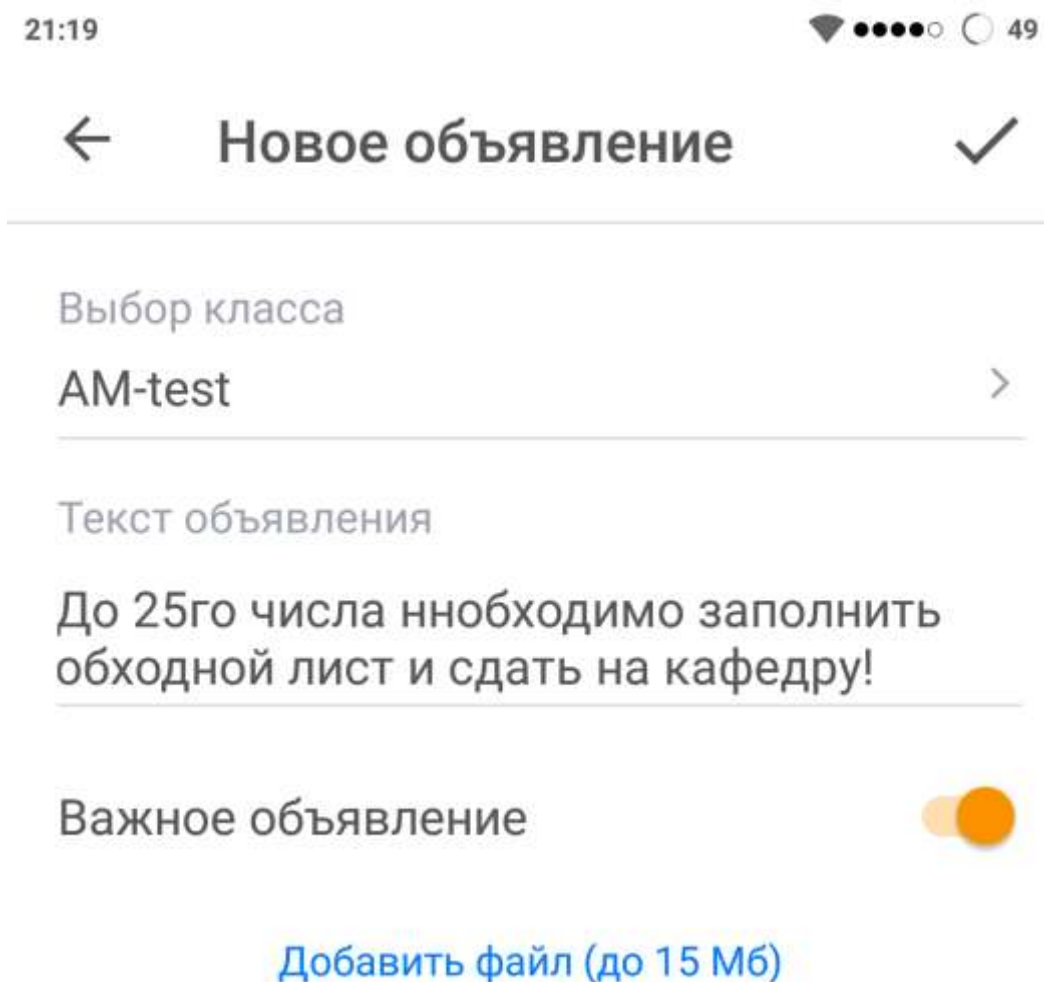 21:19
49
Новое объявление
Выбор класса
AM-test
Текст объявления
До 25го числа ннобходимо заполнить
обходной лист и сдать на кафедру!
Важное объявление
Добавить файл (до 15 Мб)